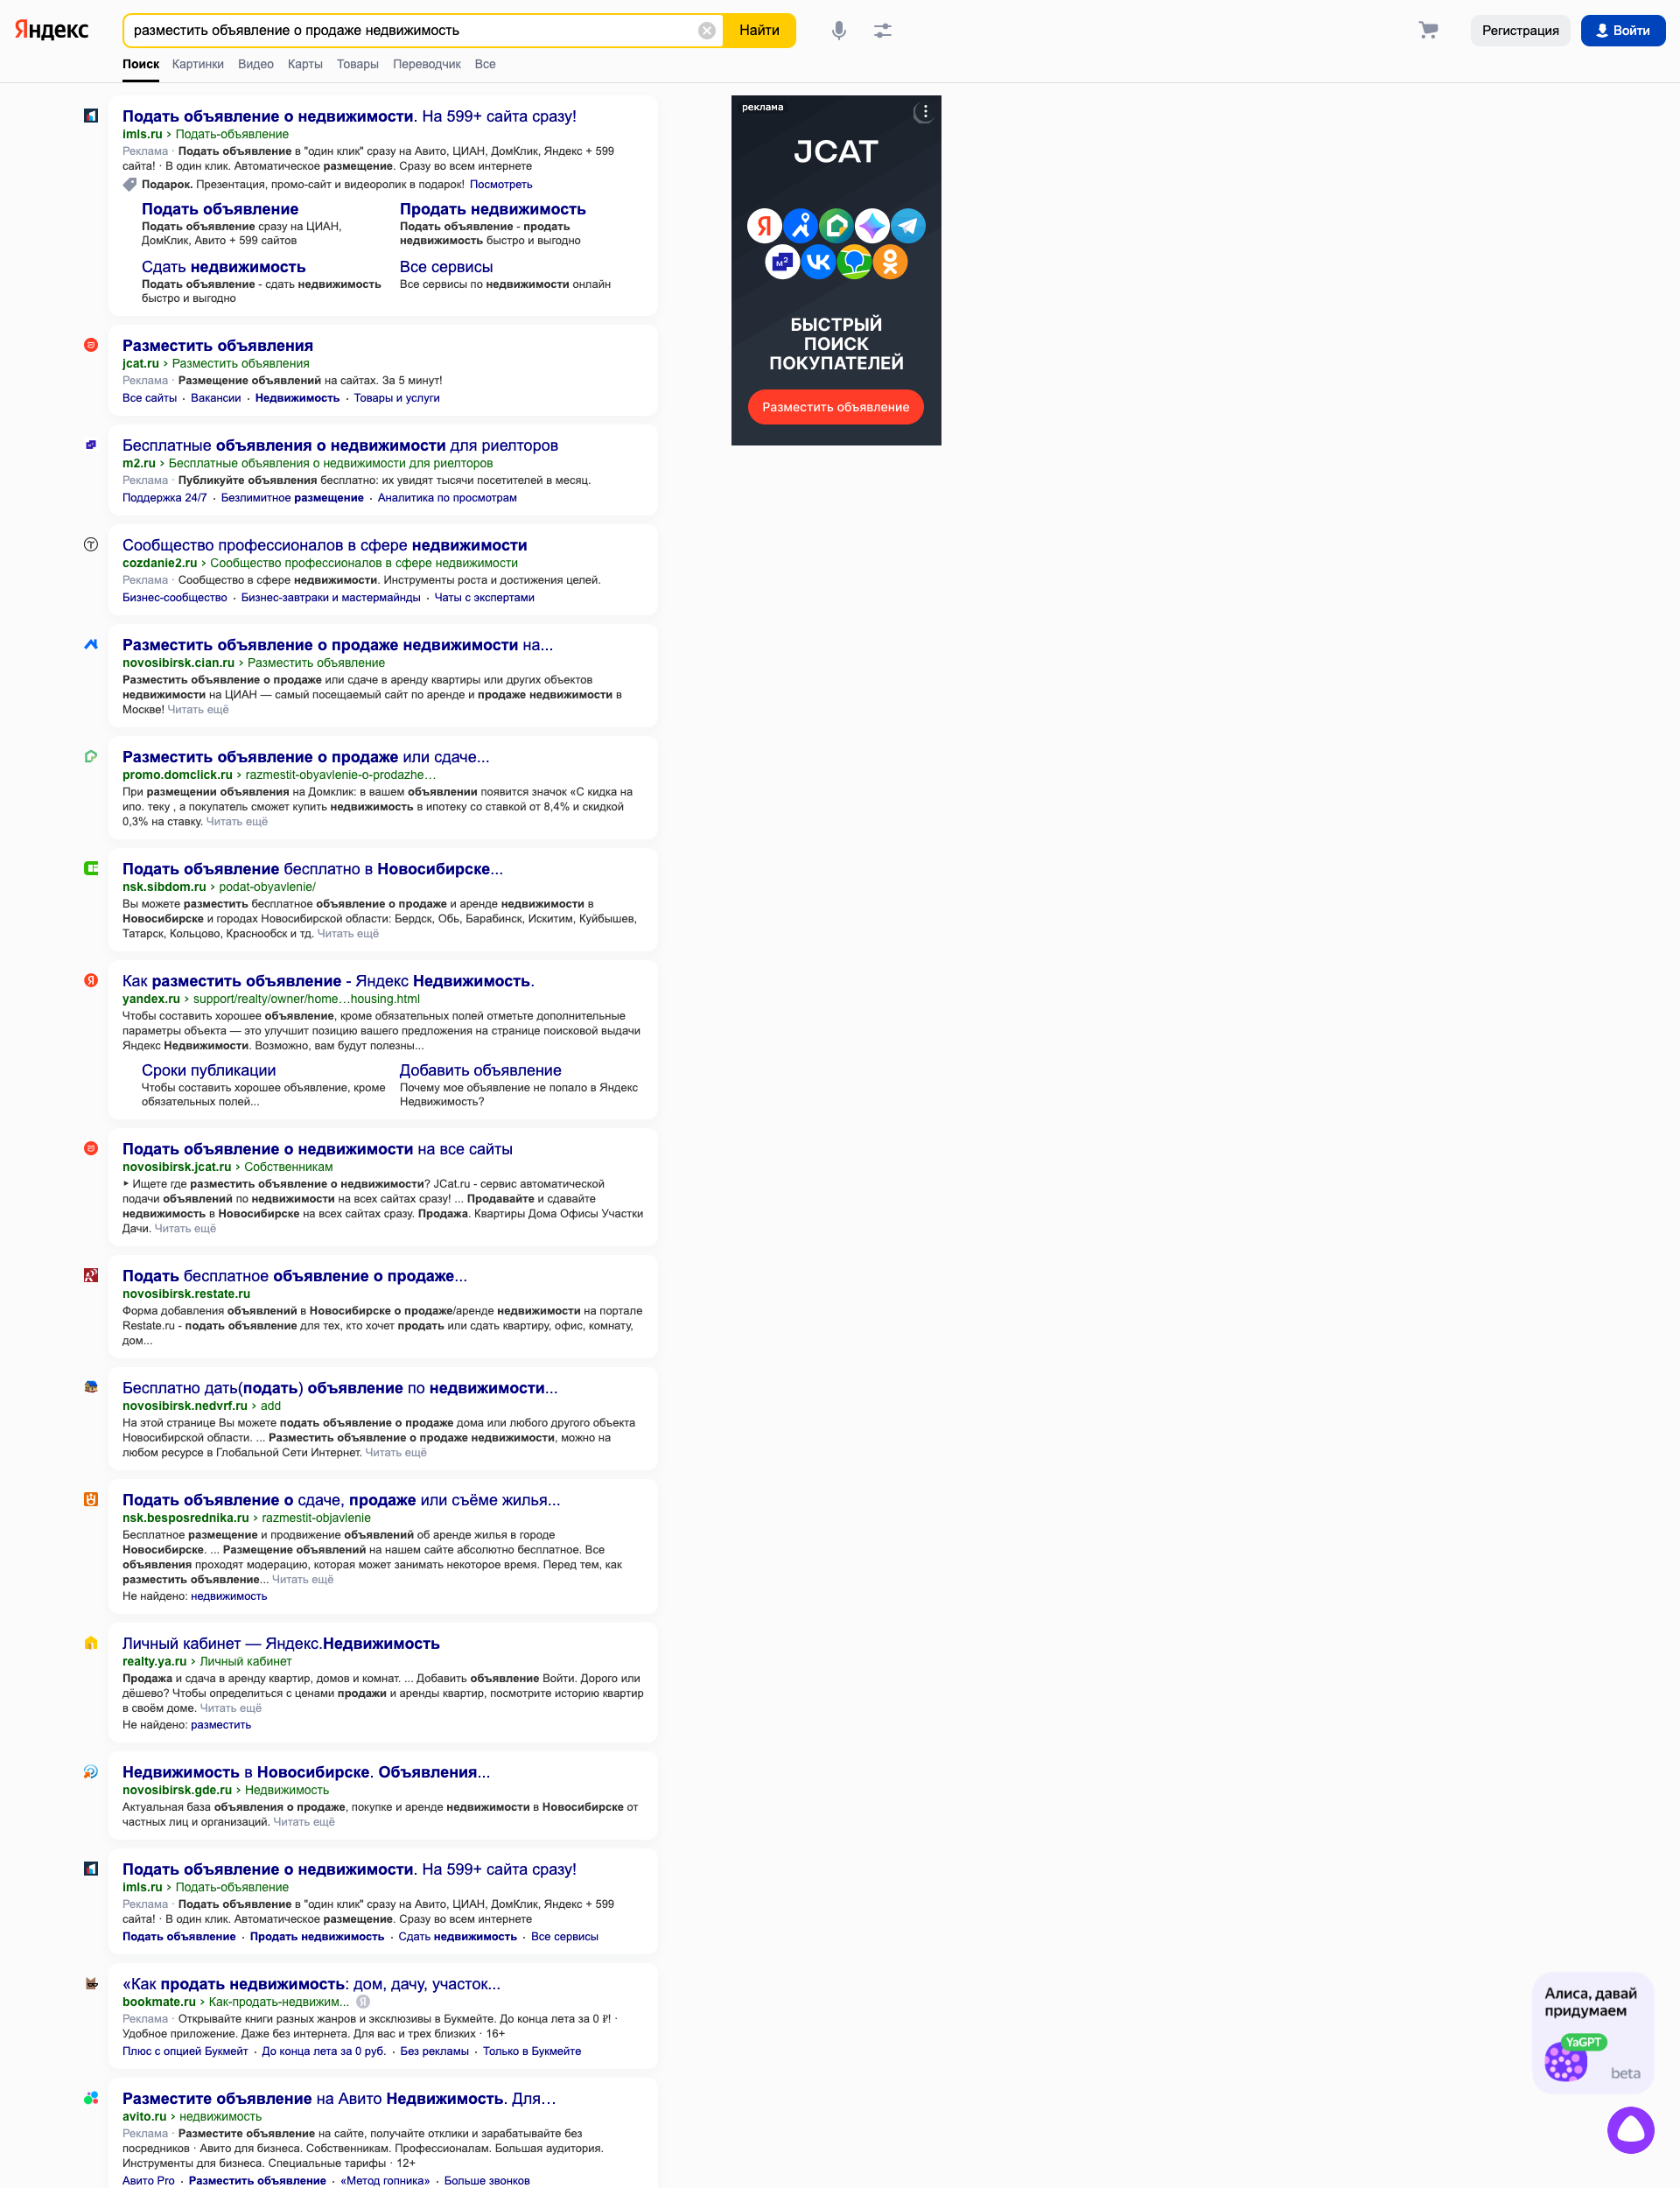 Яндекс
разместить объявление о продаже недвижимость
Найти
Регистрация
Войти
Поиск Картинки Видео Карты Товары Переводчик Все
Подать объявление о недвижимости. На 599+ сайта сразу!
imls.ru › Подать-объявление
Реклама · Подать объявление в "один клик" сразу на Авито, ЦИАН, ДомКлик, Яндекс + 599
сайта! · В один клик. Автоматическое размещение. Сразу во всем интернете
Подарок. Презентация, промо-сайт и видеоролик в подарок! Посмотреть
Подать объявление
Подать объявление сразу на ЦИАН,
ДомКлик, Авито + 599 сайтов
Продать недвижимость
Подать объявление - продать
недвижимость быстро и выгодно
Сдать недвижимость
Подать объявление - сдать недвижимость
быстро и выгодно
Все сервисы
Все сервисы по недвижимости онлайн
Разместить объявления
jcat.ru › Разместить объявления
Реклама · Размещение объявлений на сайтах. За 5 минут!
Все сайты · Вакансии · Недвижимость · Товары и услуги
Бесплатные объявления о недвижимости для риелторов
m2.ru › Бесплатные объявления о недвижимости для риелторов
Реклама · Публикуйте объявления бесплатно: их увидят тысячи посетителей в месяц.
Поддержка 24/7 · Безлимитное размещение · Аналитика по просмотрам
Сообщество профессионалов в сфере недвижимости
cozdanie2.ru › Сообщество профессионалов в сфере недвижимости
Реклама · Сообщество в сфере недвижимости. Инструменты роста и достижения целей.
Бизнес-сообщество · Бизнес-завтраки и мастермайнды · Чаты с экспертами
Разместить объявление о продаже недвижимости на...
novosibirsk.cian.ru › Разместить объявление
Разместить объявление о продаже или сдаче в аренду квартиры или других объектов
недвижимости на ЦИАН — самый посещаемый сайт по аренде и продаже недвижимости в
Москве! Читать ещё
Разместить объявление о продаже или сдаче...
promo.domclick.ru › razmestit-obyavlenie-o-prodazhe…
При размещении объявления на Домклик: в вашем объявлении появится значок «С кидка на
ипо. теку , а покупатель сможет купить недвижимость в ипотеку со ставкой от 8,4% и скидкой
0,3% на ставку. Читать ещё
Подать объявление бесплатно в Новосибирске...
nsk.sibdom.ru › podat-obyavlenie/
Вы можете разместить бесплатное объявление о продаже и аренде недвижимости в
Новосибирске и городах Новосибирской области: Бердск, Обь, Барабинск, Искитим, Куйбышев,
Татарск, Кольцово, Краснообск и тд. Читать ещё
Как разместить объявление - Яндекс Недвижимость.
yandex.ru › support/realty/owner/home…housing.html
Чтобы составить хорошее объявление, кроме обязательных полей отметьте дополнительные
параметры объекта — это улучшит позицию вашего предложения на странице поисковой выдачи
Яндекс Недвижимости. Возможно, вам будут полезны...
Сроки публикации
Чтобы составить хорошее объявление, кроме
обязательных полей...
Добавить объявление
Почему мое объявление не попало в Яндекс
Недвижимость?
Подать объявление о недвижимости на все сайты
novosibirsk.jcat.ru › Собственникам
‣ Ищете где разместить объявление о недвижимости? JCat.ru - сервис автоматической
подачи объявлений по недвижимости на всех сайтах сразу! ... Продавайте и сдавайте
недвижимость в Новосибирске на всех сайтах сразу. Продажа. Квартиры Дома Офисы Участки
Дачи. Читать ещё
Подать бесплатное объявление о продаже...
novosibirsk.restate.ru
Форма добавления объявлений в Новосибирске о продаже/аренде недвижимости на портале
Restate.ru - подать объявление для тех, кто хочет продать или сдать квартиру, офис, комнату,
дом...
Бесплатно дать(подать) объявление по недвижимости...
novosibirsk.nedvrf.ru › add
На этой странице Вы можете подать объявление о продаже дома или любого другого объекта
Новосибирской области. ... Разместить объявление о продаже недвижимости, можно на
любом ресурсе в Глобальной Сети Интернет. Читать ещё
Подать объявление о сдаче, продаже или съёме жилья...
nsk.besposrednika.ru › razmestit-objavlenie
Бесплатное размещение и продвижение объявлений об аренде жилья в городе
Новосибирске. ... Размещение объявлений на нашем сайте абсолютно бесплатное. Все
объявления проходят модерацию, которая может занимать некоторое время. Перед тем, как
разместить объявление... Читать ещё
Не найдено: недвижимость
Личный кабинет — Яндекс.Недвижимость
realty.ya.ru › Личный кабинет
Продажа и сдача в аренду квартир, домов и комнат. ... Добавить объявление Войти. Дорого или
дёшево? Чтобы определиться с ценами продажи и аренды квартир, посмотрите историю квартир
в своём доме. Читать ещё
Не найдено: разместить
Недвижимость в Новосибирске. Объявления...
novosibirsk.gde.ru › Недвижимость
Актуальная база объявления о продаже, покупке и аренде недвижимости в Новосибирске от
частных лиц и организаций. Читать ещё
Подать объявление о недвижимости. На 599+ сайта сразу!
imls.ru › Подать-объявление
Реклама · Подать объявление в "один клик" сразу на Авито, ЦИАН, ДомКлик, Яндекс + 599
сайта! · В один клик. Автоматическое размещение. Сразу во всем интернете
Подать объявление · Продать недвижимость · Сдать недвижимость · Все сервисы
«Как продать недвижимость: дом, дачу, участок...
bookmate.ru › Как-продать-недвижим...
Реклама · Открывайте книги разных жанров и эксклюзивы в Букмейте. До конца лета за 0 ₽! ·
Удобное приложение. Даже без интернета. Для вас и трех близких · 16+
Плюс с опцией Букмейт · До конца лета за 0 руб. · Без рекламы · Только в Букмейте
Разместите объявление на Авито Недвижимость. Для…
avito.ru › недвижимость
Реклама · Разместите объявление на сайте, получайте отклики и зарабатывайте без
посредников · Авито для бизнеса. Собственникам. Профессионалам. Большая аудитория.
Инструменты для бизнеса. Специальные тарифы · 12+
Авито Pro · Разместить объявление · «Метод гопника» · Больше звонков
реклама
JCAT
Я
м²
БЫСТРЫЙ
ПОИСК
ПОКУПАТЕЛЕЙ
Разместить объявление
Алиса, давай
придумаем
YaGPT
beta